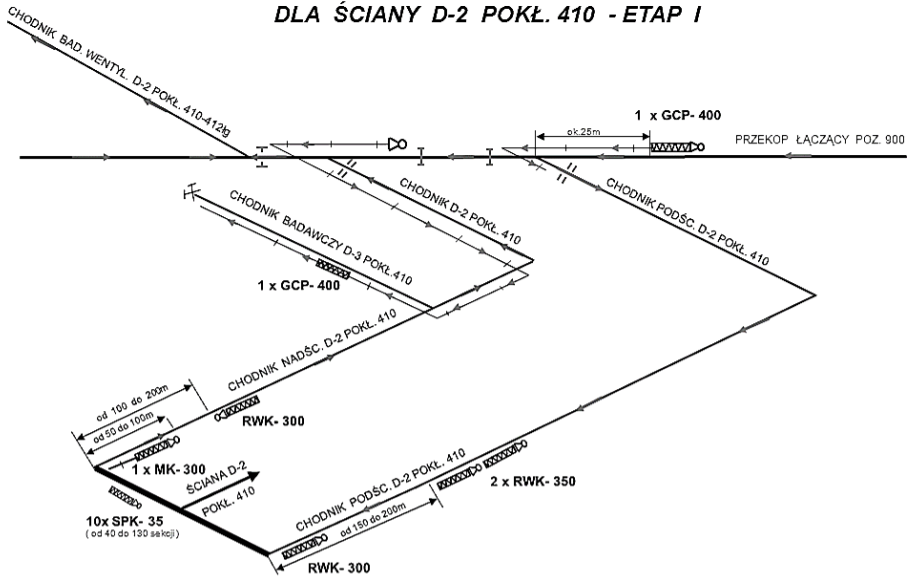 DLA ŚCIANY D-2 POKŁ. 410 - ETAP I
CHODNIK BAD. WENTYL. D-2 POKŁ. 410-412łg
1 x GCP- 400
ok.25m
PRZEKOP ŁĄCZĄCY POZ. 900
CHODNIK D-2 POKŁ. 410
CHODNIK PODŚC. D-2 POKŁ. 410
CHODNIK BADAWCZY D-3 POKŁ.410
1 x GCP- 400
CHODNIK NADŚC. D-2 POKŁ. 410
od 100 do 200m
od 50 do 100m
RWK- 300
1 x MK- 300
ŚCIANA D-2
POKŁ. 410
CHODNIK PODŚC. D-2 POKŁ. 410
2 x RWK- 350
10x SPK- 35
( od 40 do 130 sekcji )
od 150 do 200m
RWK- 300